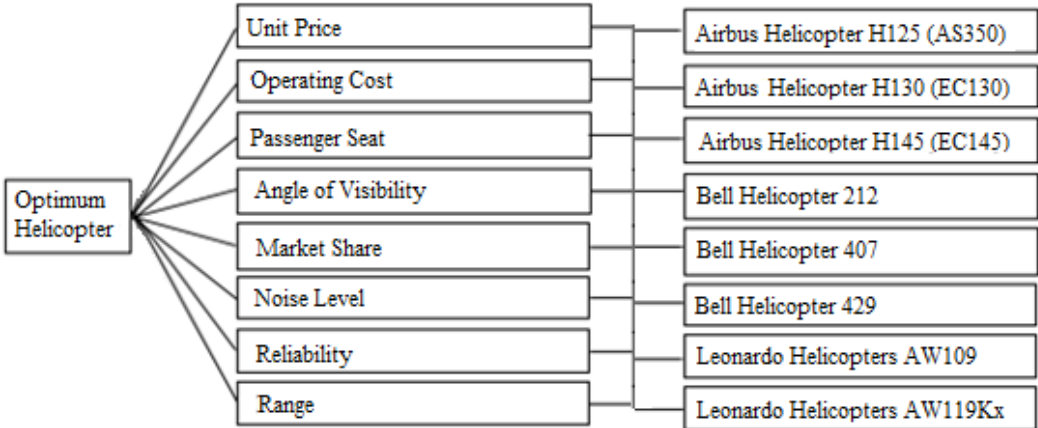 Optimum
Helicopter
Unit Price
Operating Cost
Passenger Seat
Angle of Visibility
Market Share
Noise Level
Reliability
Range
Airbus Helicopter H125 (AS350)
Airbus Helicopter H130 (EC130)
Airbus Helicopter H145 (EC145)
Bell Helicopter 212
Bell Helicopter 407
Bell Helicopter 429
Leonardo Helicopters AW109
Leonardo Helicopters AW119Kx